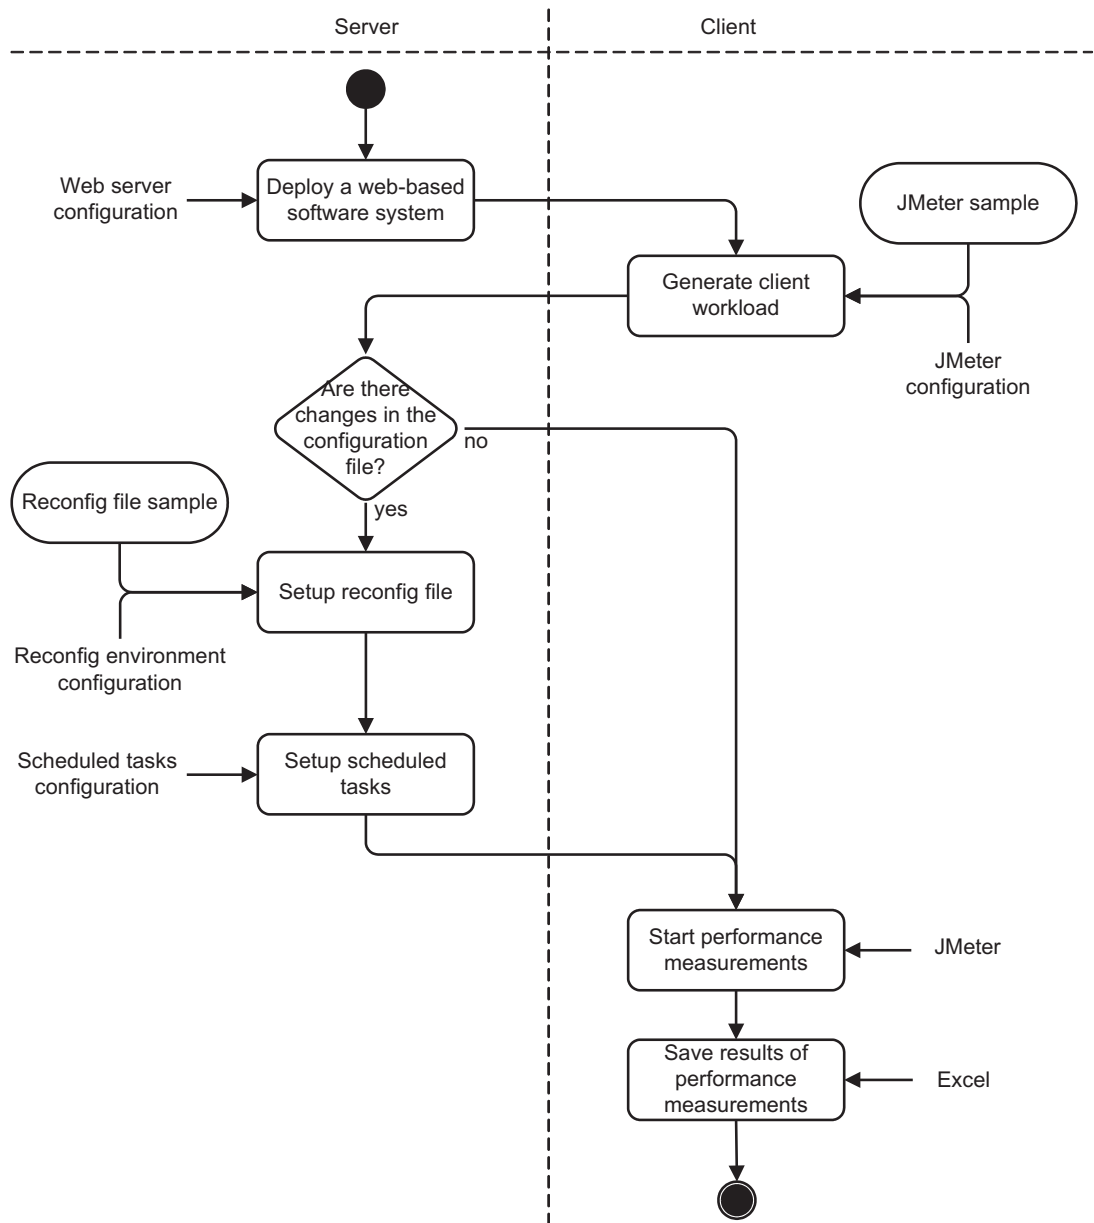 Server
Client
Deploy a web-based
software system
Web server
configuration
JMeter sample
Generate client
workload
JMeter
configuration
Are there
changes in the
configuration
file?
no
yes
Reconfig file sample
Setup reconfig file
Reconfig environment
configuration
Scheduled tasks
configuration
Setup scheduled
tasks
Start performance
measurements
JMeter
Save results of
performance
measurements
Excel